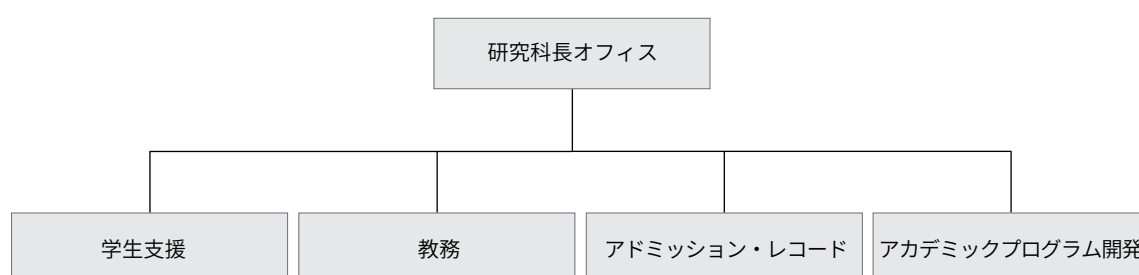 研究科長オフィス
学生支援
教務
アドミッション・レコード
アカデミックプログラム開発